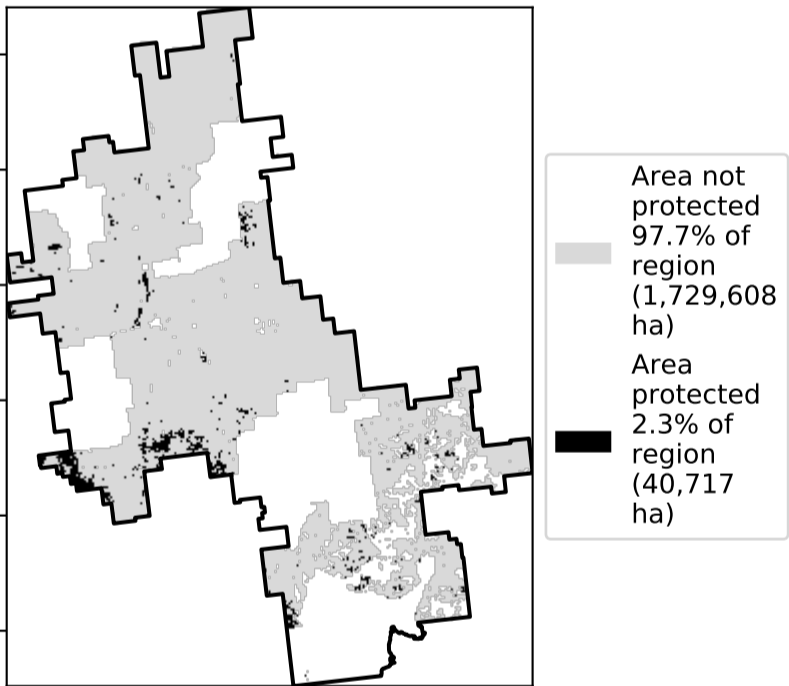 Area not
protected
97.7% of
region
(1,729,608
ha)
Area
protected
2.3% of
region
(40,717
ha)